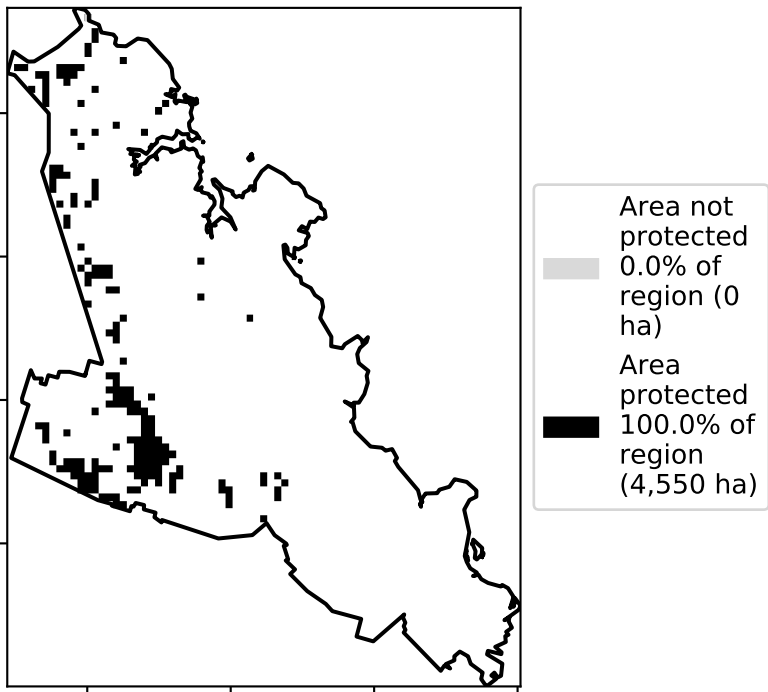 Area not
protected
0.0% of
region (0
ha)
Area
protected
100.0% of
region
(4,550 ha)